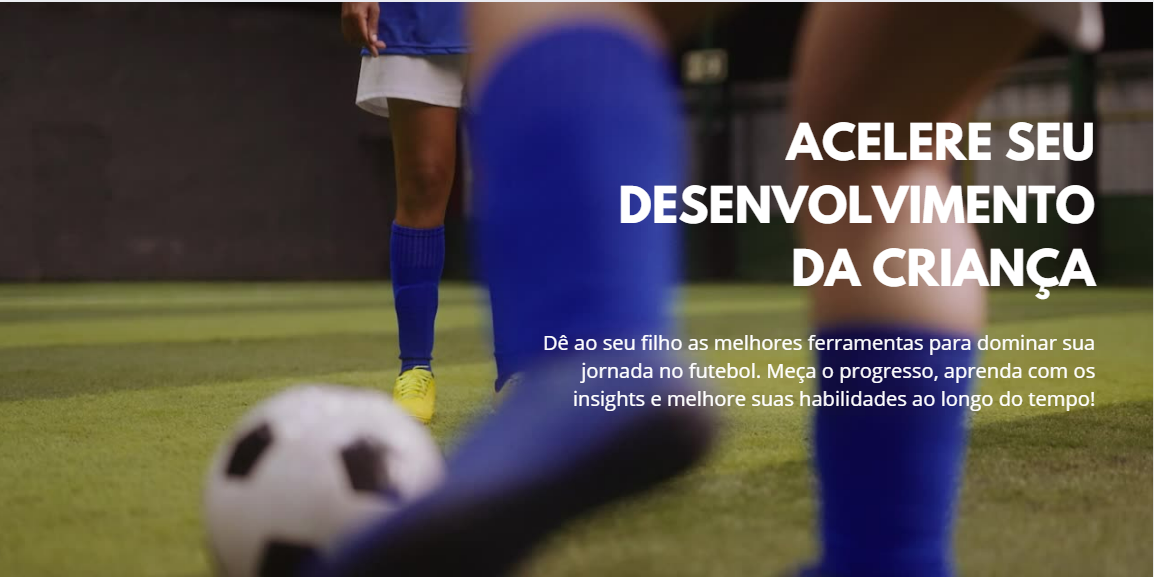 ACELERE SEU
DESENVOLVIMENTO
DA CRIANÇA
Dê ao seu filho as melhores ferramentas para dominar sua
jornada no futebol. Meça o progresso, aprenda com os
insights e melhore suas habilidades ao longo do tempo!